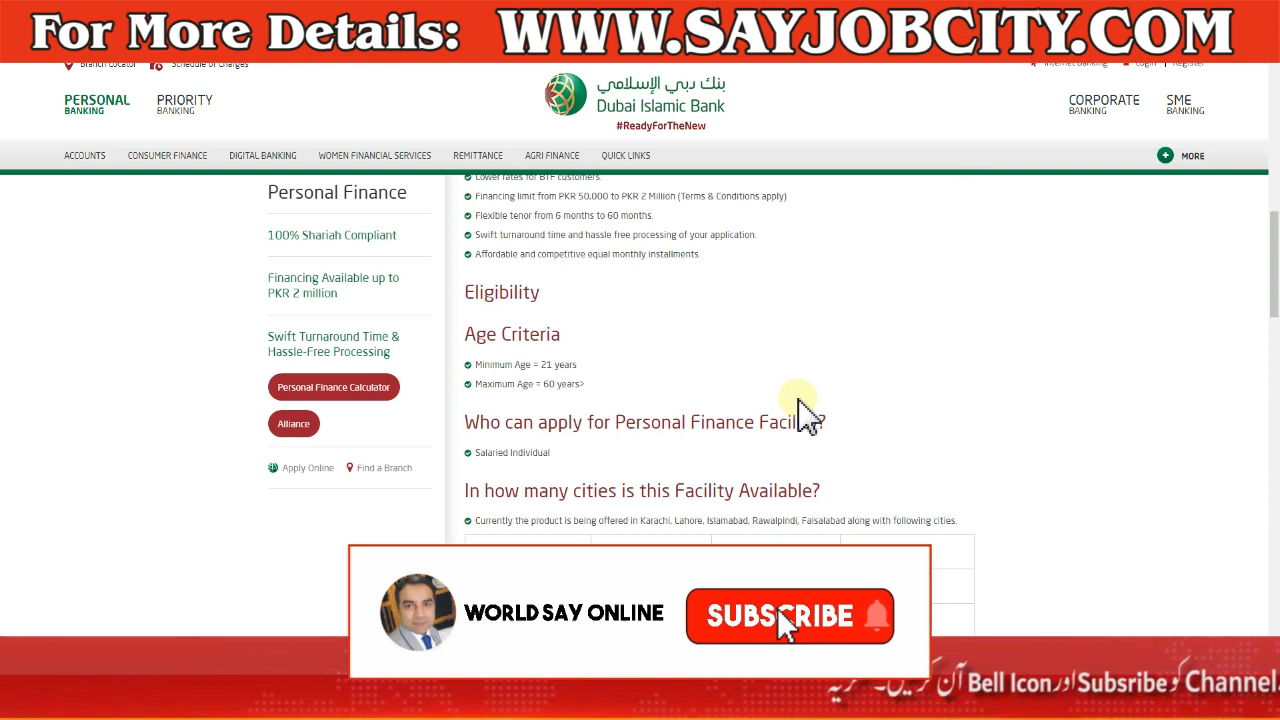 For More Details: WWW.SAYJOBCITY.COM
Branch Locator Schedule of Charges
Internet Banking Login Register
PERSONAL
BANKING
PRIORITY
BANKING
بنك دبي الإسلامي
Dubai Islamic Bank
#ReadyForTheNew
CORPORATE
BANKING
SME
BANKING
ACCOUNTS CONSUMER FINANCE DIGITAL BANKING WOMEN FINANCIAL SERVICES REMITTANCE AGRI FINANCE QUICK LINKS + MORE
Personal Finance
100% Shariah Compliant
Financing Available up to
PKR 2 million
Swift Turnaround Time &
Hassle-Free Processing
Personal Finance Calculator
Alliance
Apply Online Find a Branch
Lower rates for BTF customers.
Financing limit from PKR 50,000 to PKR 2 Million (Terms & Conditions apply)
Flexible tenor from 6 months to 60 months.
Swift turnaround time and hassle free processing of your application.
Affordable and competitive equal monthly installments.
Eligibility
Age Criteria
Minimum Age = 21 years
Maximum Age = 60 years>
Who can apply for Personal Finance Facility?
Salaried Individual
In how many cities is this Facility Available?
Currently the product is being offered in Karachi, Lahore, Islamabad, Rawalpindi, Faisalabad along with following cities.
WORLD SAY ONLINE
SUBSCRIBE
Channel کو Subsribe اور Bell Icon آن کریں۔